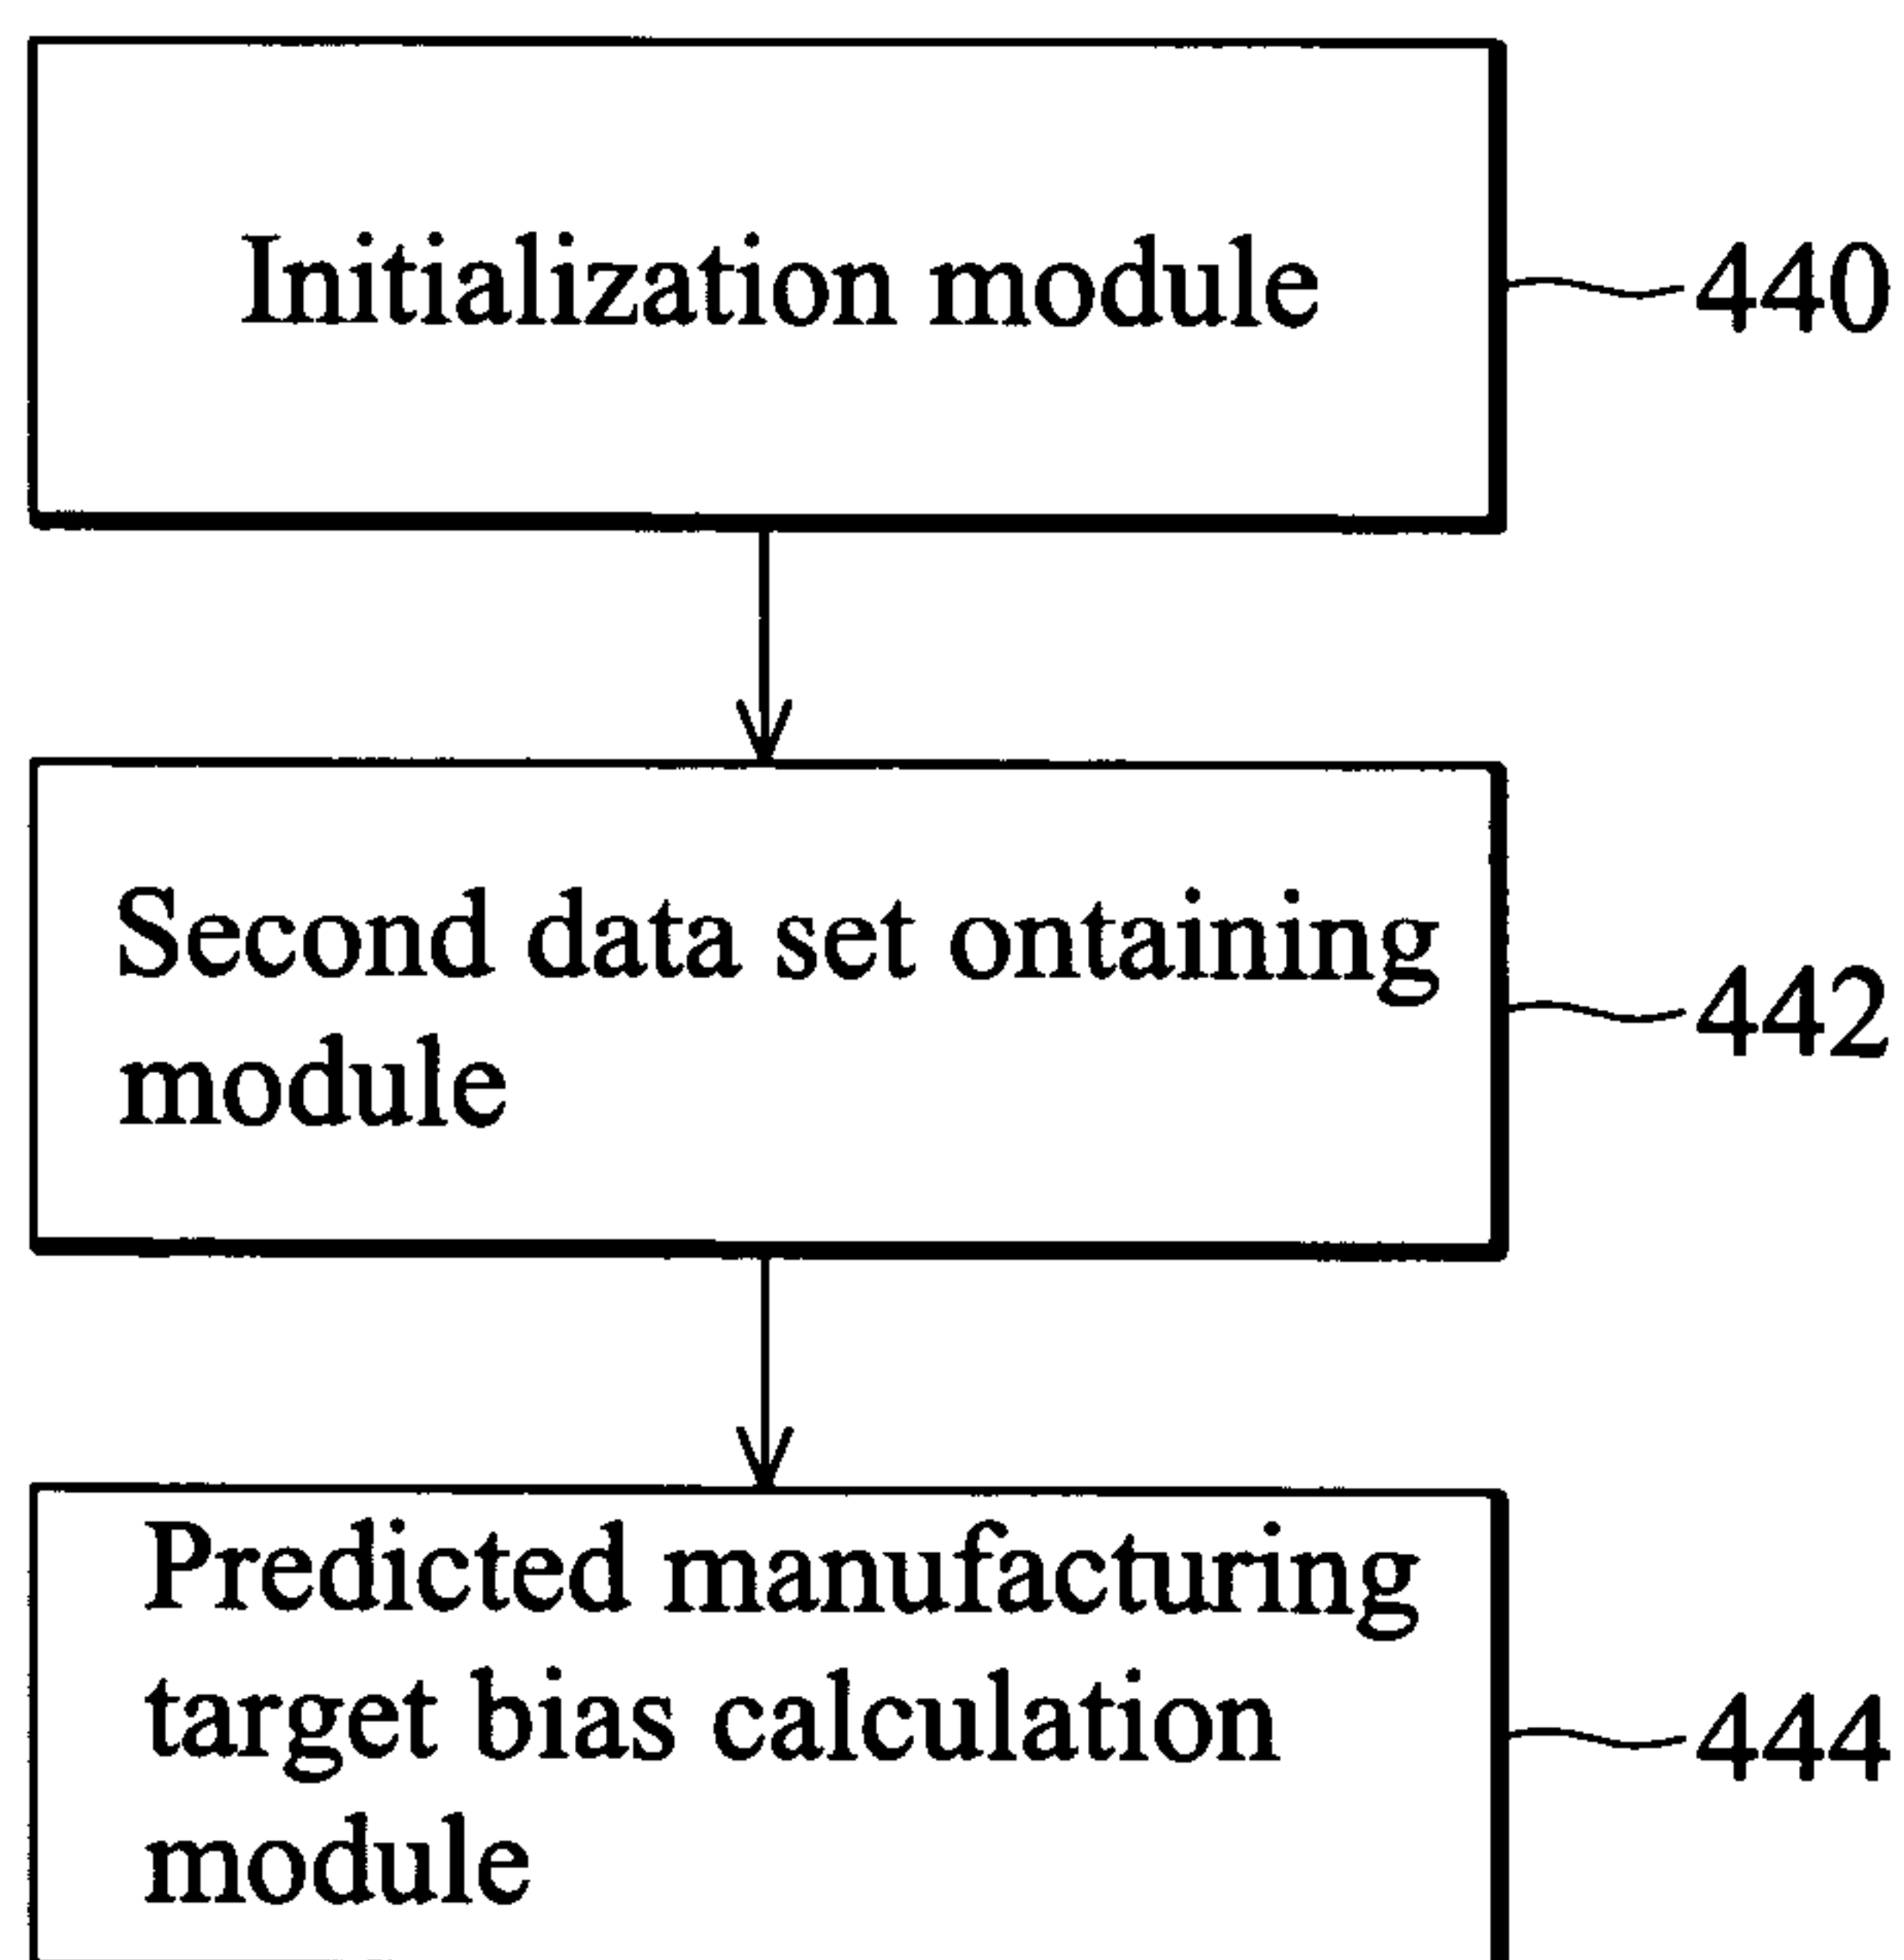 Initialization module
440
Second data set ontaining
module
442
Predicted manufacturing
target bias calculation
module
444